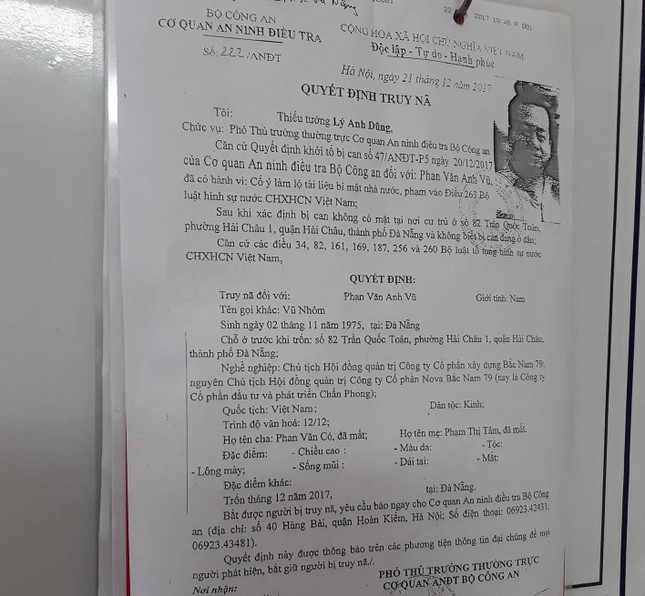 22 2017 18:46 P 001
BỘ CÔNG AN
CƠ QUAN AN NINH ĐIỀU TRA
Số: 222/ANĐT
CỘNG HOÀ XÃ HỘI CHỦ NGHĨA VIỆT NAM
Độc lập - Tự do - Hạnh phúc
Hà Nội, ngày 21 tháng 12 năm 2017
QUYẾT ĐỊNH TRUY NÃ
Tôi: Thiếu tướng Lý Anh Dũng,
Chức vụ: Phó Thủ trưởng thường trực Cơ quan An ninh điều tra Bộ Công an
Căn cứ Quyết định khởi tố bị can số 47/ANĐT-P5 ngày 20/12/2017
của Cơ quan An ninh điều tra Bộ Công an đối với: Phan Văn Anh Vũ,
đã có hành vi: Cố ý làm lộ tài liệu bí mật nhà nước, phạm vào Điều 263 Bộ
luật hình sự nước CHXHCN Việt Nam;
Sau khi xác định bị can không có mặt tại nơi cư trú ở số 82 Trần Quốc Toản,
phường Hải Châu 1, quận Hải Châu, thành phố Đà Nẵng và không biết bị can đang ở đâu;
Căn cứ các điều 34, 82, 161, 169, 187, 256 và 260 Bộ luật tố tụng hình sự nước
CHXHCN Việt Nam,
QUYẾT ĐỊNH:
Truy nã đối với: Phan Văn Anh Vũ Giới tính: Nam
Tên gọi khác: Vũ Nhôm
Sinh ngày 02 tháng 11 năm 1975, tại: Đà Nẵng
Chỗ ở trước khi trốn: số 82 Trần Quốc Toản, phường Hải Châu 1, quận Hải Châu,
thành phố Đà Nẵng;
Nghề nghiệp: Chủ tịch Hội đồng quản trị Công ty Cổ phần xây dựng Bắc Nam 79;
nguyên Chủ tịch Hội đồng quản trị Công ty Cổ phần Nova Bắc Nam 79 (nay là Công ty
Cổ phần đầu tư và phát triển Chấn Phong);
Quốc tịch: Việt Nam; Dân tộc: Kinh;
Trình độ văn hoá: 12/12;
Họ tên cha: Phan Văn Có, đã mất; Họ tên mẹ: Phạm Thị Tâm, đã mất.
Đặc điểm: - Chiều cao : - Màu da: - Tóc:
- Lông mày; - Sống mũi : - Dái tai: - Mắt:
Đặc điểm khác:
Trốn tháng 12 năm 2017, tại: Đà Nẵng.
Bắt được người bị truy nã, yêu cầu báo ngay cho Cơ quan An ninh điều tra Bộ Công
an (địa chỉ: số 40 Hàng Bài, quận Hoàn Kiếm, Hà Nội; Số điện thoại: 06923.42431;
06923.43481).
Quyết định này được thông báo trên các phương tiện thông tin đại chúng để mọi
người phát hiện, bắt giữ người bị truy nã./.
Nơi nhận:
PHÓ THỦ TRƯỞNG THƯỜNG TRỰC
CƠ QUAN ANĐT BỘ CÔNG AN